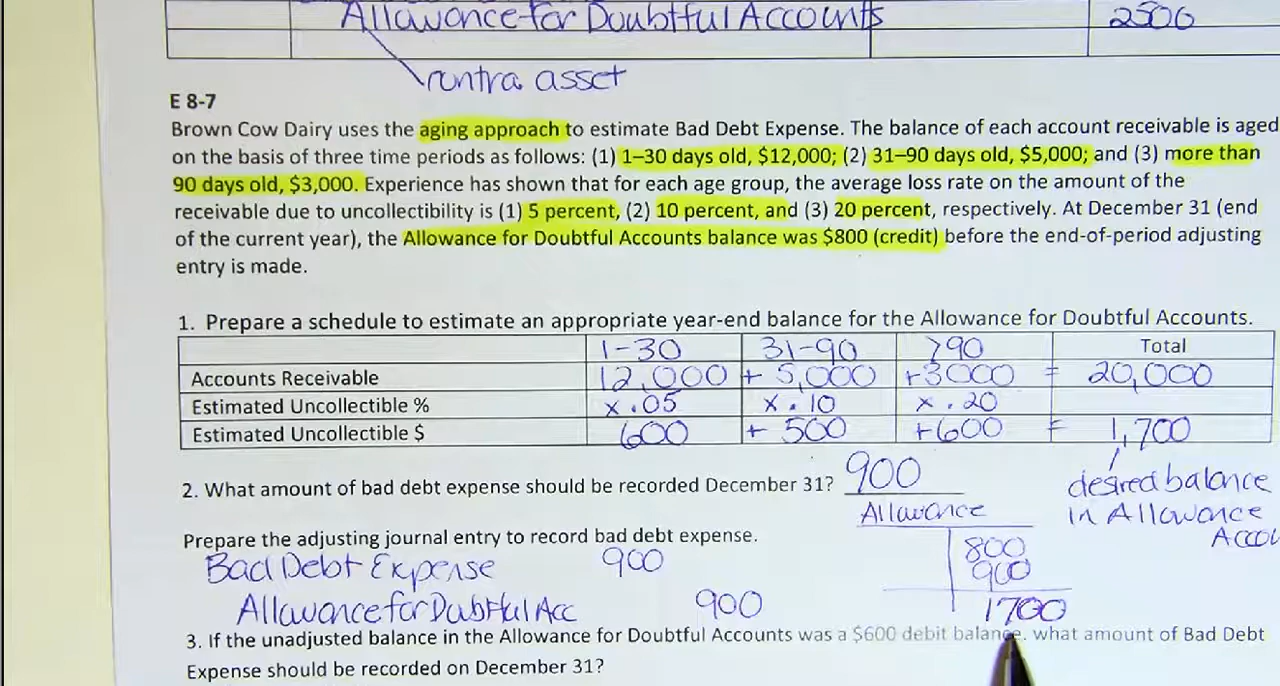 Allowance for Doubtful Accounts 2500
contra asset
E 8-7
Brown Cow Dairy uses the aging approach to estimate Bad Debt Expense. The balance of each account receivable is aged
on the basis of three time periods as follows: (1) 1–30 days old, $12,000; (2) 31–90 days old, $5,000; and (3) more than
90 days old, $3,000. Experience has shown that for each age group, the average loss rate on the amount of the
receivable due to uncollectibility is (1) 5 percent, (2) 10 percent, and (3) 20 percent, respectively. At December 31 (end
of the current year), the Allowance for Doubtful Accounts balance was $800 (credit) before the end-of-period adjusting
entry is made.
1. Prepare a schedule to estimate an appropriate year-end balance for the Allowance for Doubtful Accounts.
1-30 31-90 >90 Total
Accounts Receivable 12,000 + 5,000 +3000 = 20,000
Estimated Uncollectible % x .05 x .10 x .20
Estimated Uncollectible $ 600 + 500 +600 = 1,700
2. What amount of bad debt expense should be recorded December 31? 900
desired balance
in Allowance
Accou
Allowance
800
900
1700
Prepare the adjusting journal entry to record bad debt expense.
Bad Debt Expense 900
Allowance for Dubtful Acc 900
3. If the unadjusted balance in the Allowance for Doubtful Accounts was a $600 debit balance, what amount of Bad Debt
Expense should be recorded on December 31?